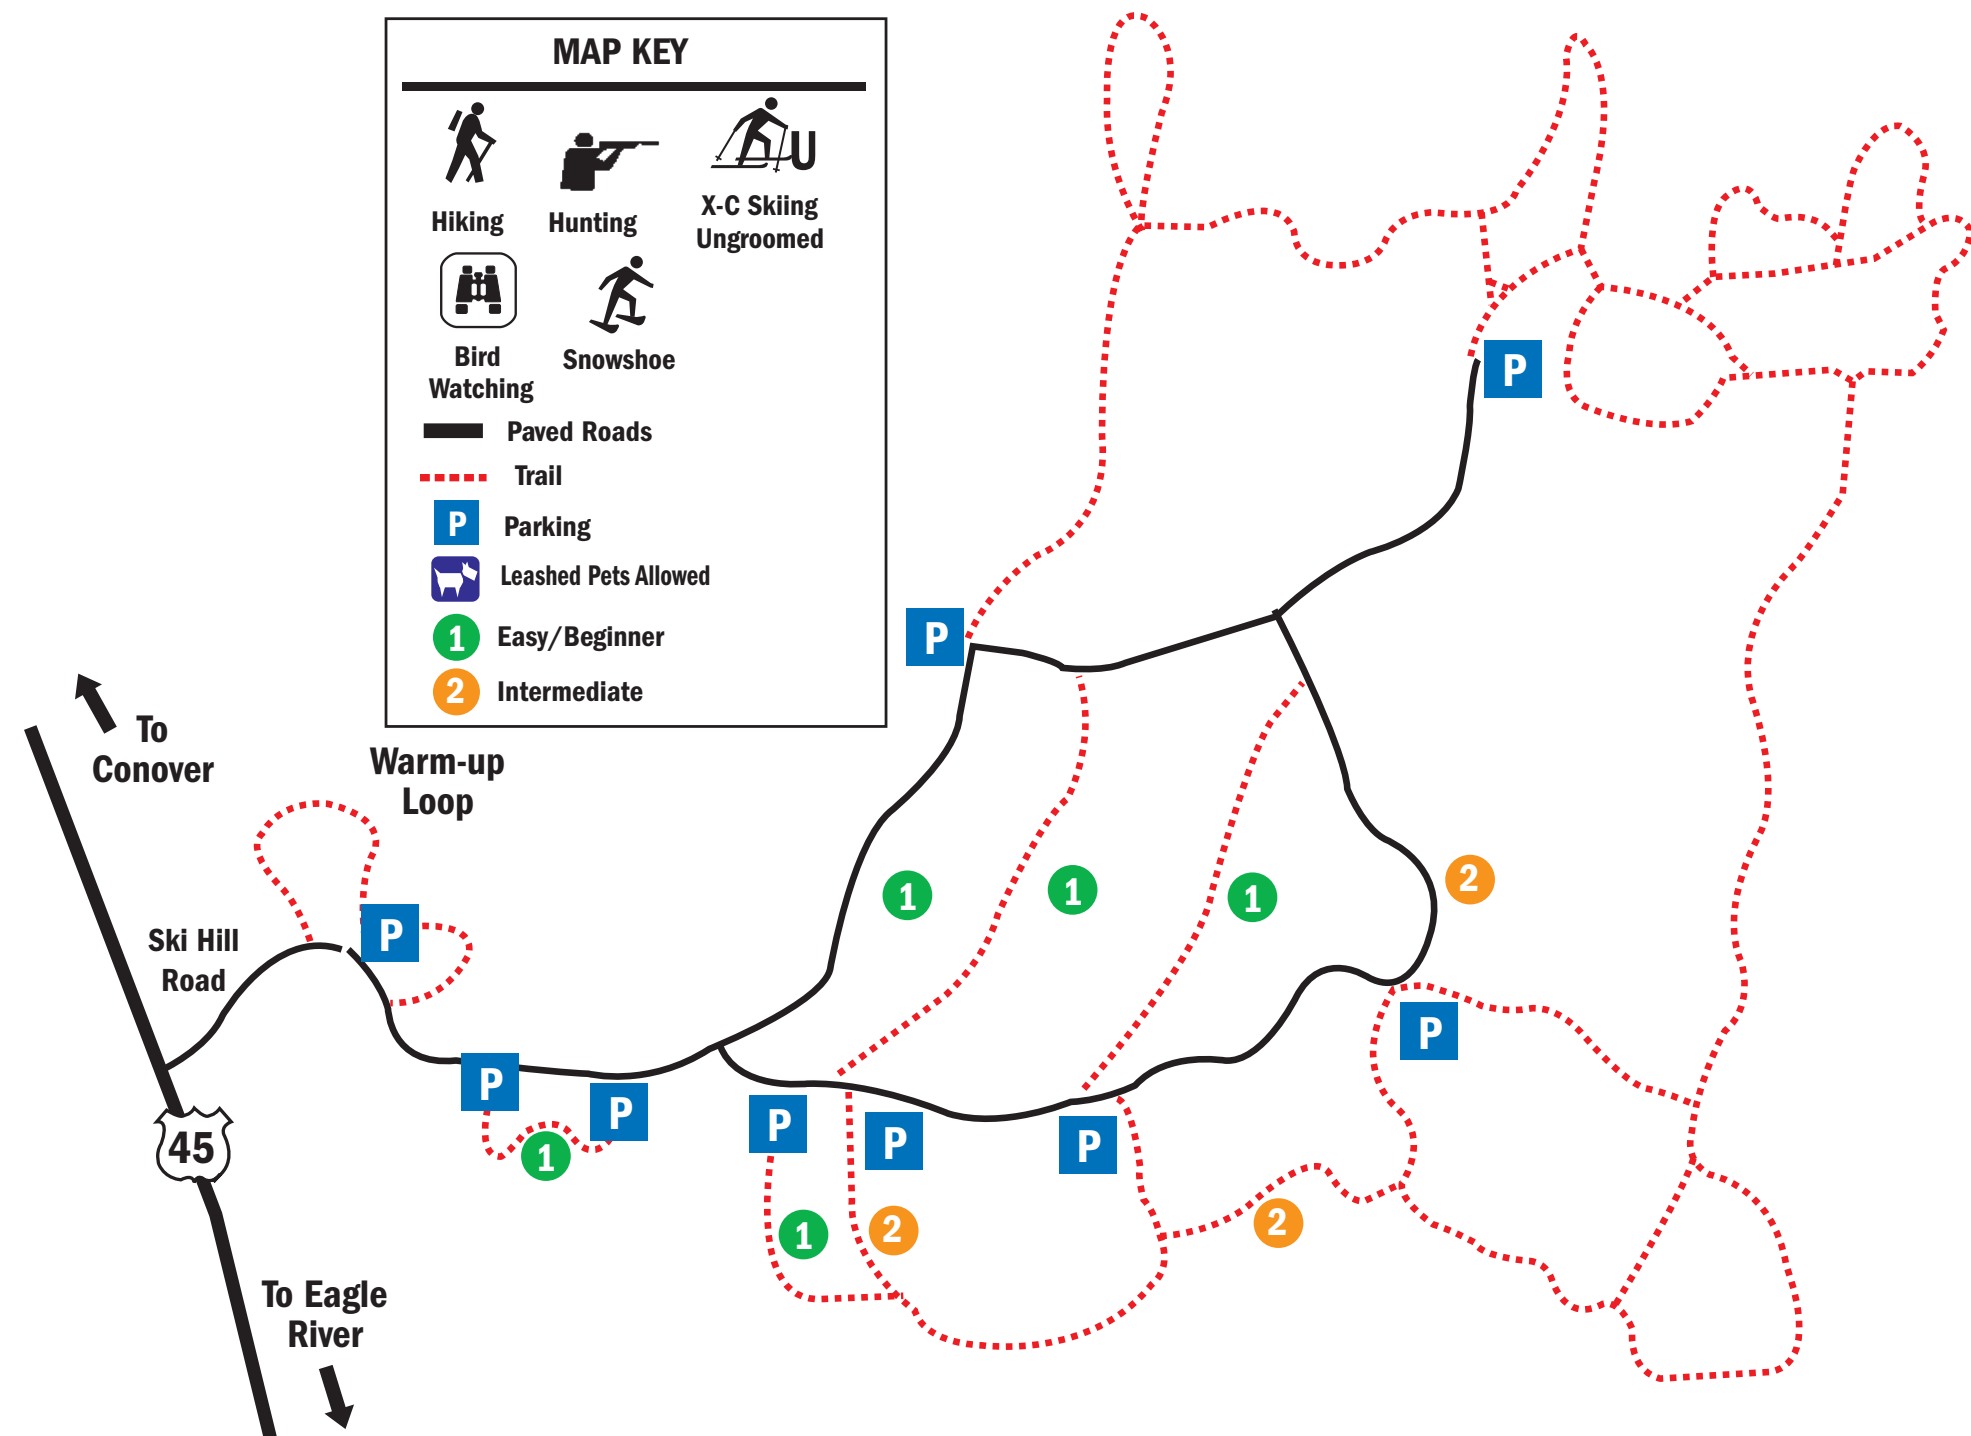 MAP KEY
U
Hiking
Hunting
X-C Skiing
Ungroomed
Bird
Watching
Snowshoe
Paved Roads
Trail
P
Parking
Leashed Pets Allowed
1
Easy/Beginner
2
Intermediate
To
Conover
Warm-up
Loop
Ski Hill
Road
45
To Eagle
River
P
P
P
P
P
P
P
P
P
1
1
1
2
1
1
2
2